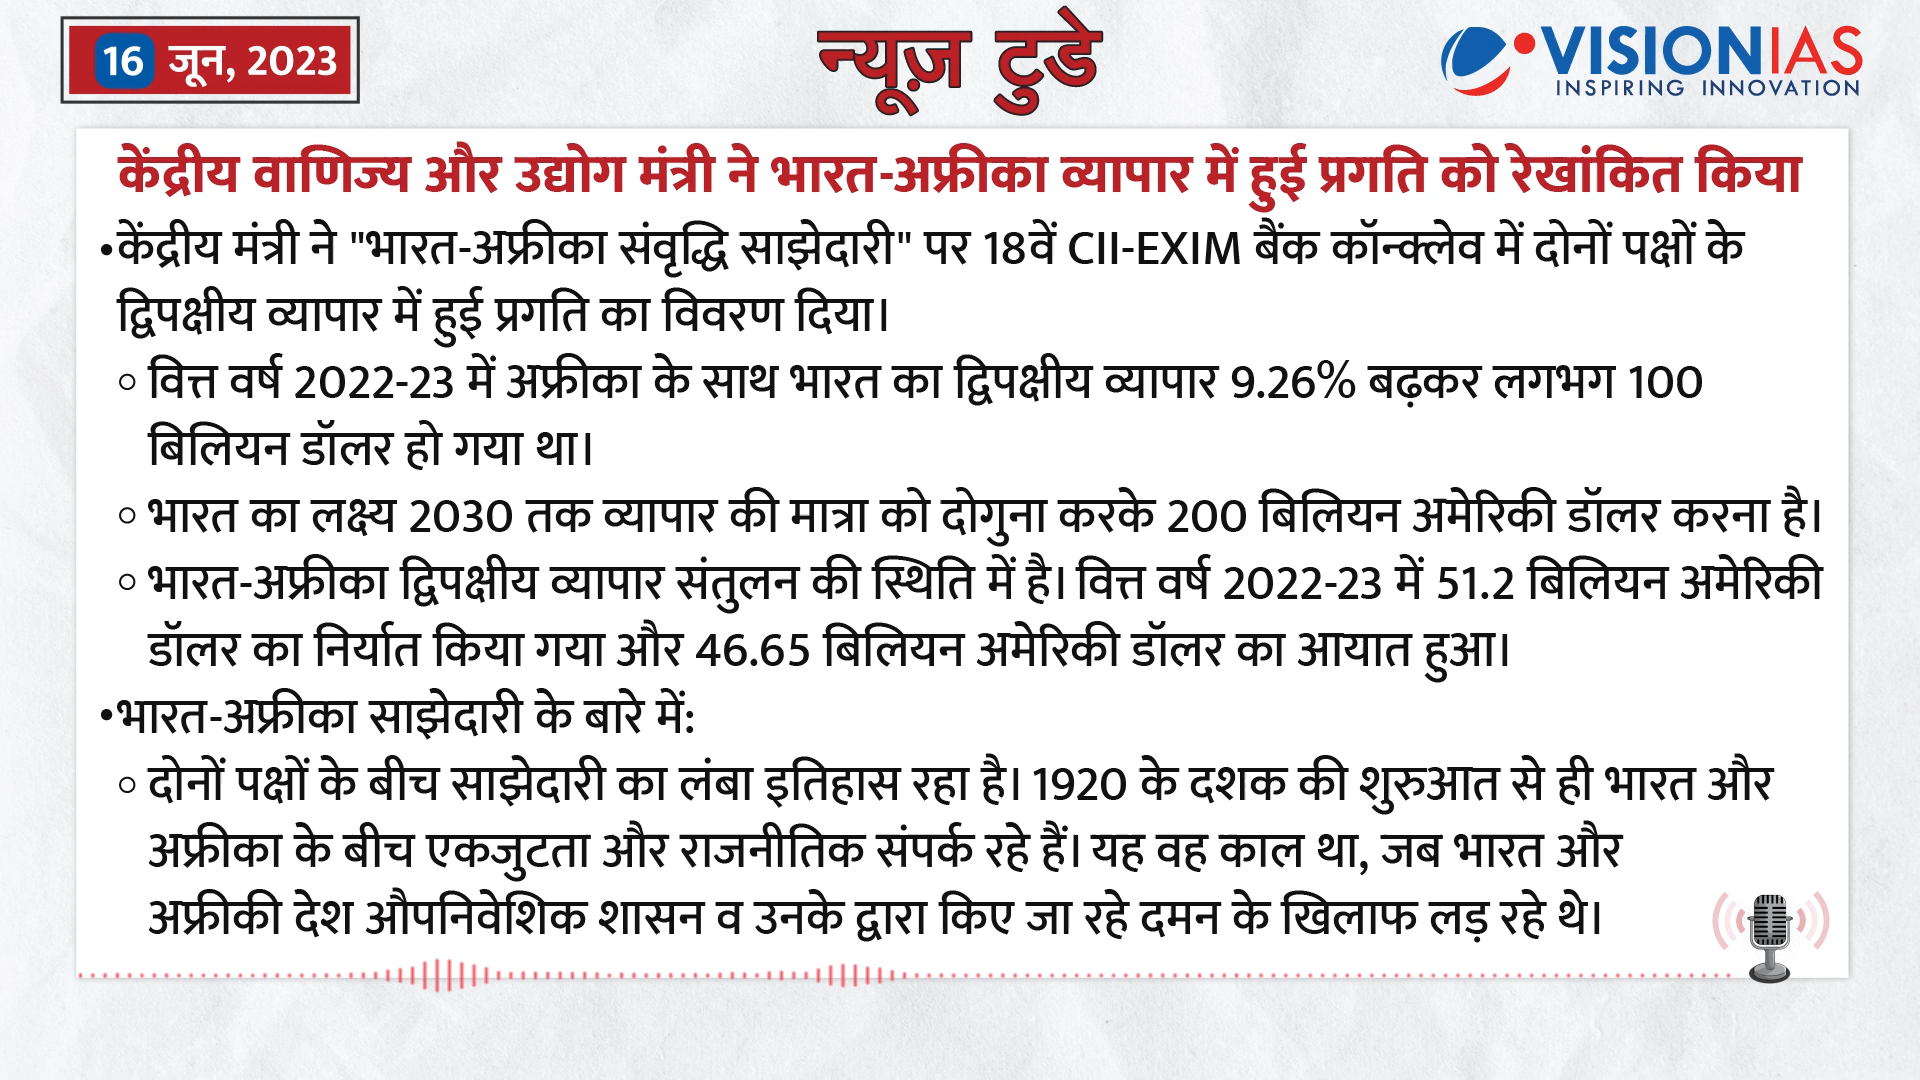 16 जून, 2023
न्यूज़ टुडे
VISIONIAS
INSPIRING INNOVATION
केंद्रीय वाणिज्य और उद्योग मंत्री ने भारत-अफ्रीका व्यापार में हुई प्रगति को रेखांकित किया
•केंद्रीय मंत्री ने "भारत-अफ्रीका संवृद्धि साझेदारी" पर 18वें CII-EXIM बैंक कॉन्क्लेव में दोनों पक्षों के
द्विपक्षीय व्यापार में हुई प्रगति का विवरण दिया।
○ वित्त वर्ष 2022-23 में अफ्रीका के साथ भारत का द्विपक्षीय व्यापार 9.26% बढ़कर लगभग 100
बिलियन डॉलर हो गया था।
○ भारत का लक्ष्य 2030 तक व्यापार की मात्रा को दोगुना करके 200 बिलियन अमेरिकी डॉलर करना है।
○ भारत-अफ्रीका द्विपक्षीय व्यापार संतुलन की स्थिति में है। वित्त वर्ष 2022-23 में 51.2 बिलियन अमेरिकी
डॉलर का निर्यात किया गया और 46.65 बिलियन अमेरिकी डॉलर का आयात हुआ।
•भारत-अफ्रीका साझेदारी के बारे में:
○ दोनों पक्षों के बीच साझेदारी का लंबा इतिहास रहा है। 1920 के दशक की शुरुआत से ही भारत और
अफ्रीका के बीच एकजुटता और राजनीतिक संपर्क रहे हैं। यह वह काल था, जब भारत और
अफ्रीकी देश औपनिवेशिक शासन व उनके द्वारा किए जा रहे दमन के खिलाफ लड़ रहे थे।